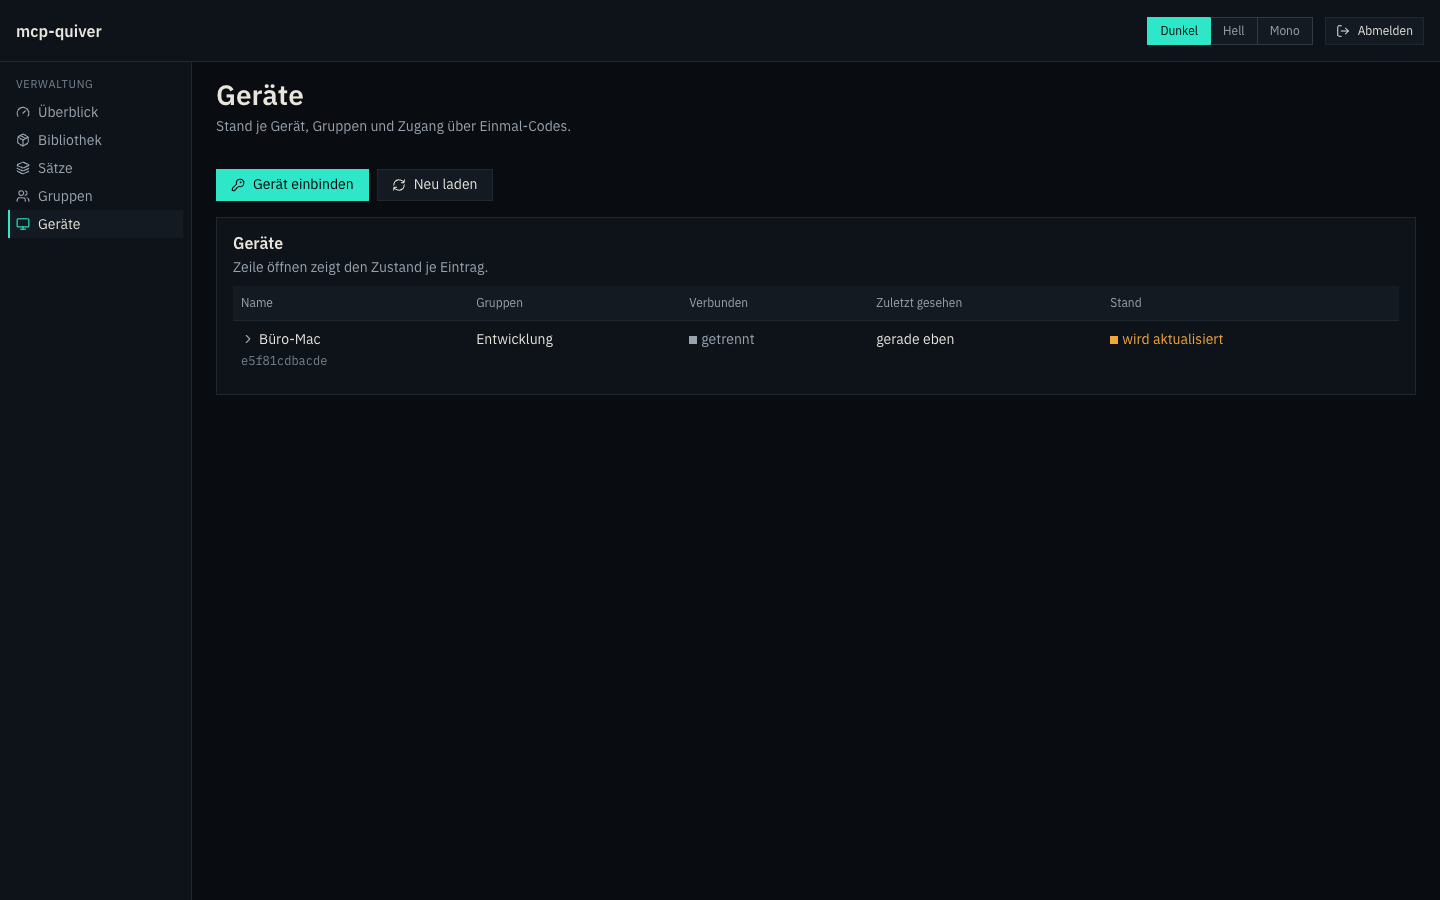 mcp-quiver
Dunkel Hell Mono Abmelden
VERWALTUNG
Überblick
Bibliothek
Sätze
Gruppen
Geräte
Geräte
Stand je Gerät, Gruppen und Zugang über Einmal-Codes.
Gerät einbinden Neu laden
Geräte
Zeile öffnen zeigt den Zustand je Eintrag.
Name Gruppen Verbunden Zuletzt gesehen Stand
Büro-Mac Entwicklung getrennt gerade eben wird aktualisiert
e5f81cdbacde